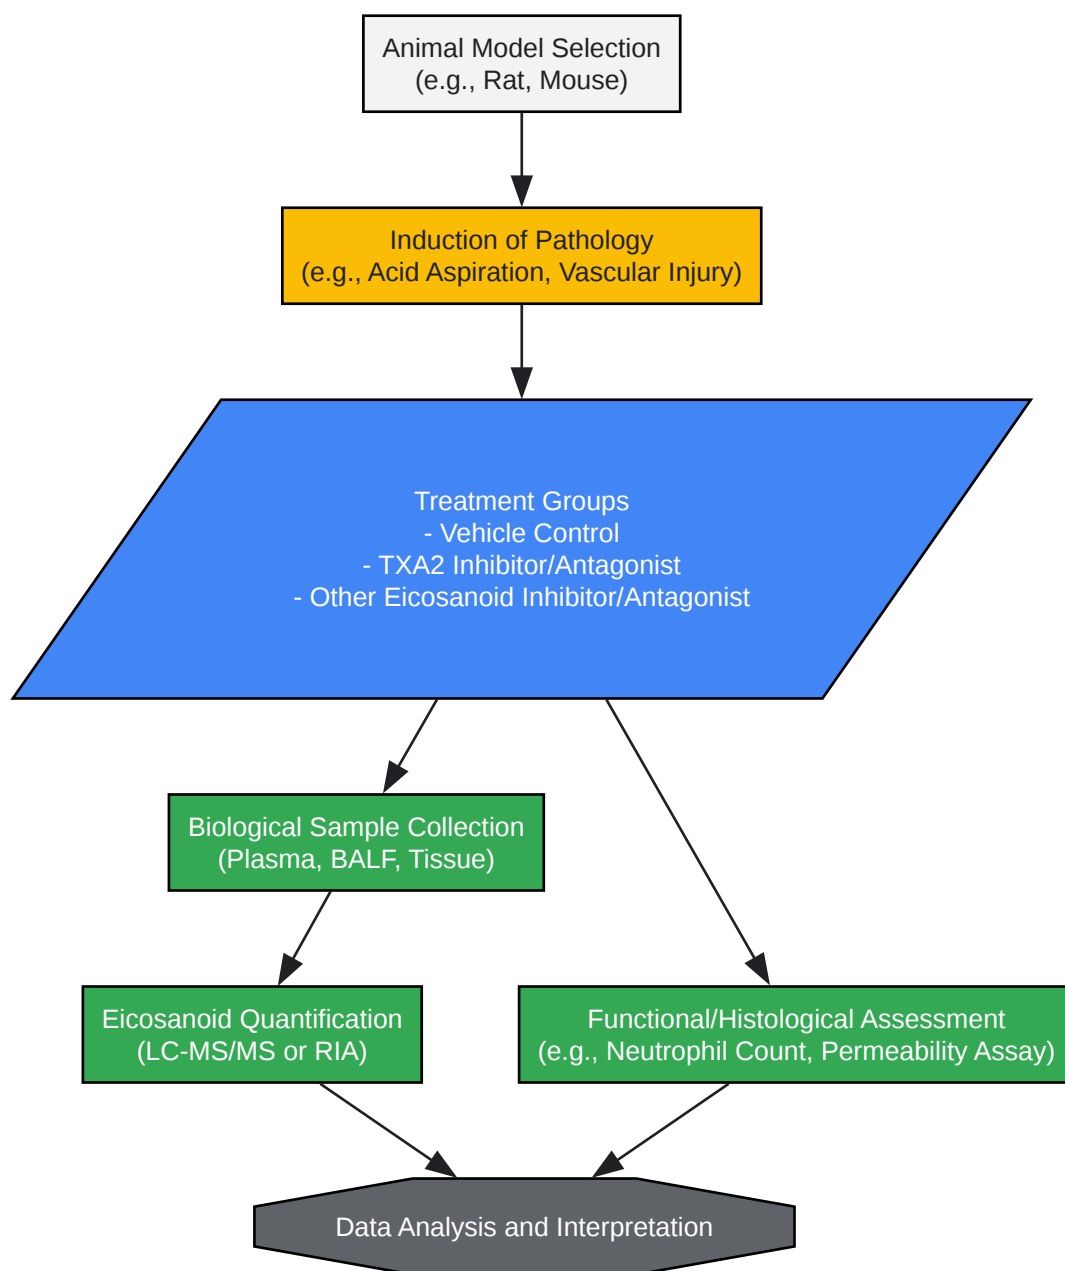 Animal Model Selection
(e.g., Rat, Mouse)
Induction of Pathology
(e.g., Acid Aspiration, Vascular Injury)
Treatment Groups
- Vehicle Control
- TXA2 Inhibitor/Antagonist
- Other Eicosanoid Inhibitor/Antagonist
Biological Sample Collection
(Plasma, BALF, Tissue)
Eicosanoid Quantification
(LC-MS/MS or RIA)
Functional/Histological Assessment
(e.g., Neutrophil Count, Permeability Assay)
Data Analysis and Interpretation